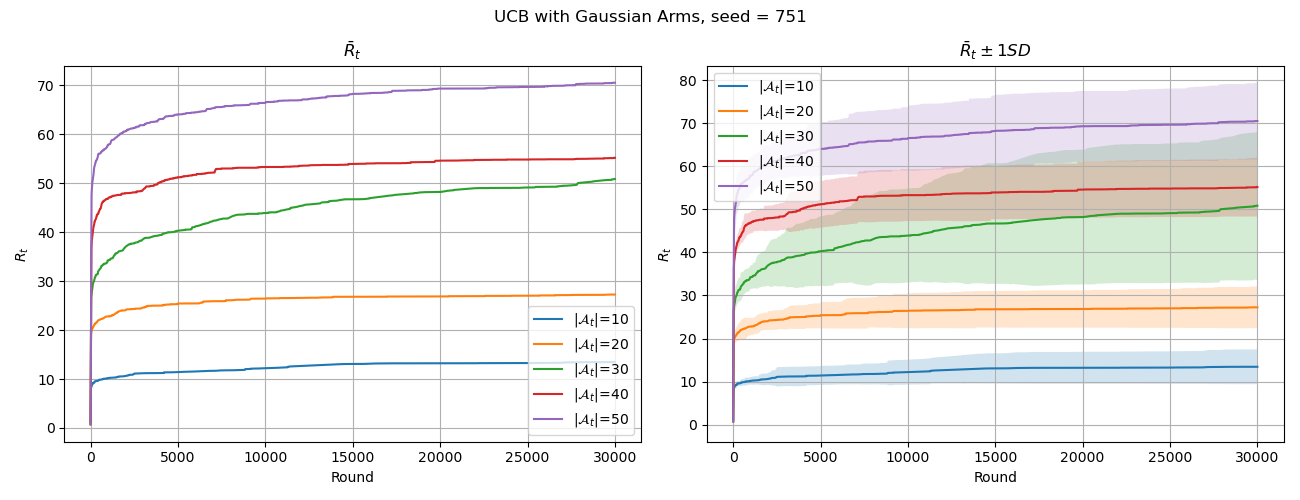 UCB with Gaussian Arms, seed = 751
R̄ₜ
70
60
50
40
30
20
10
0
Rₜ
0 5000 10000 15000 20000 25000 30000
Round
|𝒜ₜ|=10
|𝒜ₜ|=20
|𝒜ₜ|=30
|𝒜ₜ|=40
|𝒜ₜ|=50
R̄ₜ ± 1SD
80
70
60
50
40
30
20
10
0
Rₜ
0 5000 10000 15000 20000 25000 30000
Round
|𝒜ₜ|=10
|𝒜ₜ|=20
|𝒜ₜ|=30
|𝒜ₜ|=40
|𝒜ₜ|=50